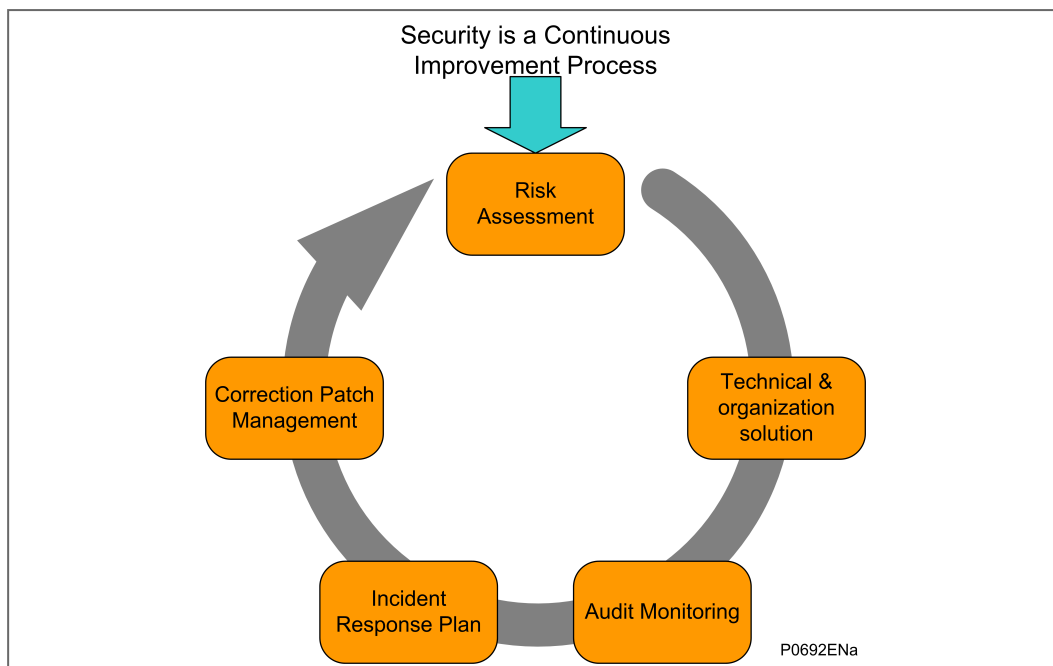 Security is a Continuous
Improvement Process
Risk
Assessment
Technical &
organization
solution
Audit Monitoring
Incident
Response Plan
Correction Patch
Management
P0692ENa